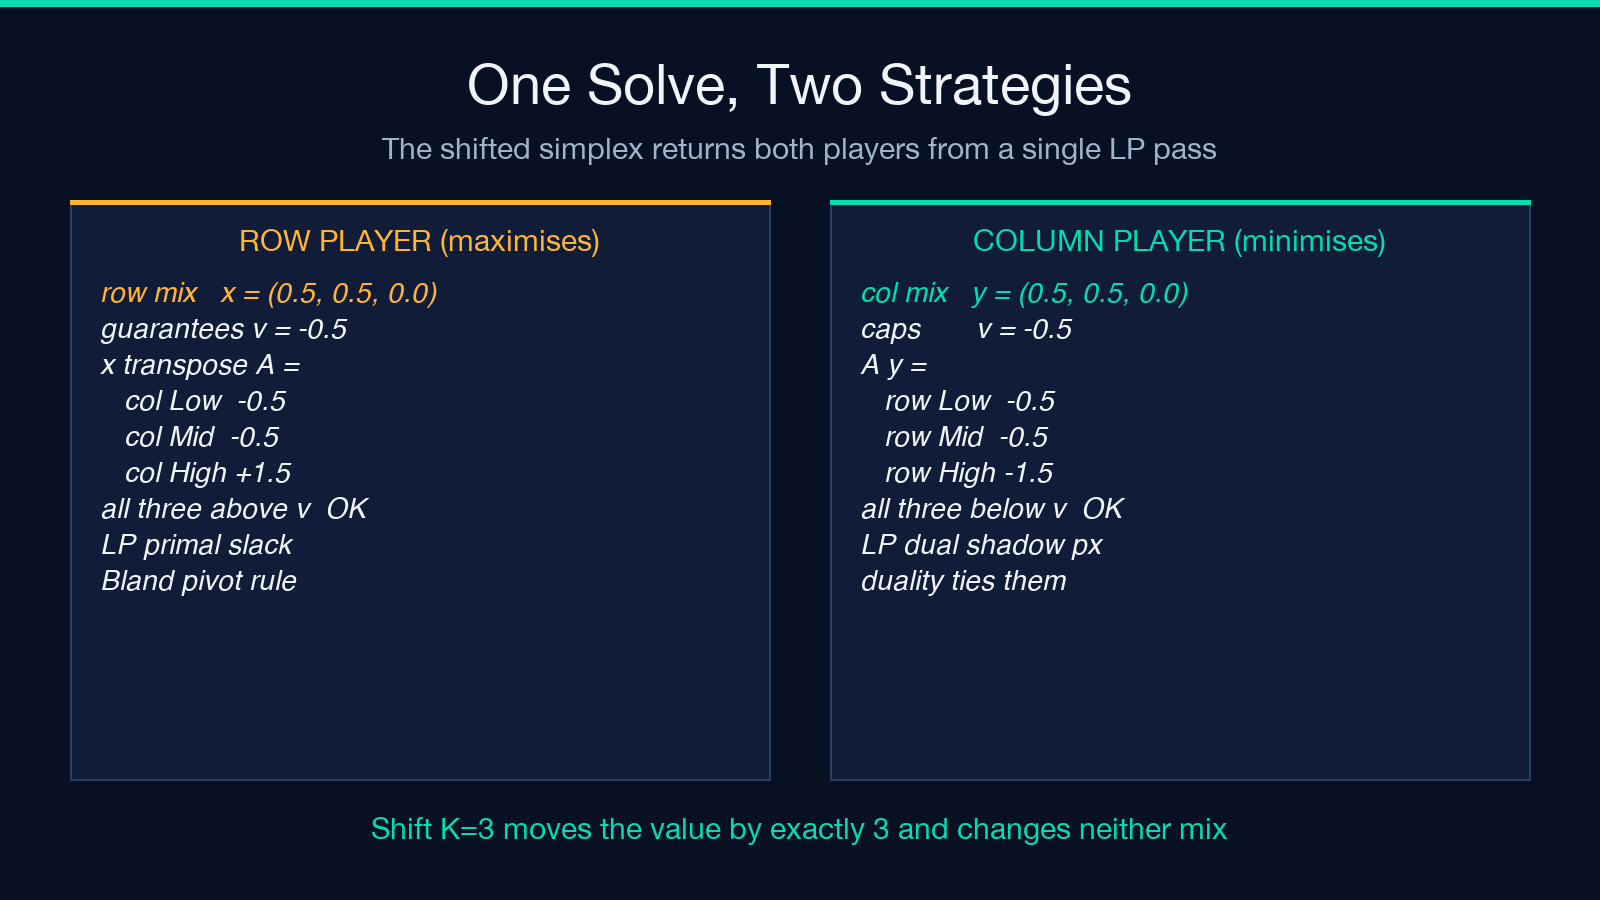 One Solve, Two Strategies
The shifted simplex returns both players from a single LP pass
ROW PLAYER (maximises)
row mix   x = (0.5, 0.5, 0.0)
guarantees v = -0.5
x transpose A =
   col Low  -0.5
   col Mid  -0.5
   col High +1.5
all three above v  OK
LP primal slack
Bland pivot rule
COLUMN PLAYER (minimises)
col mix   y = (0.5, 0.5, 0.0)
caps       v = -0.5
A y =
   row Low  -0.5
   row Mid  -0.5
   row High -1.5
all three below v  OK
LP dual shadow px
duality ties them
Shift K=3 moves the value by exactly 3 and changes neither mix